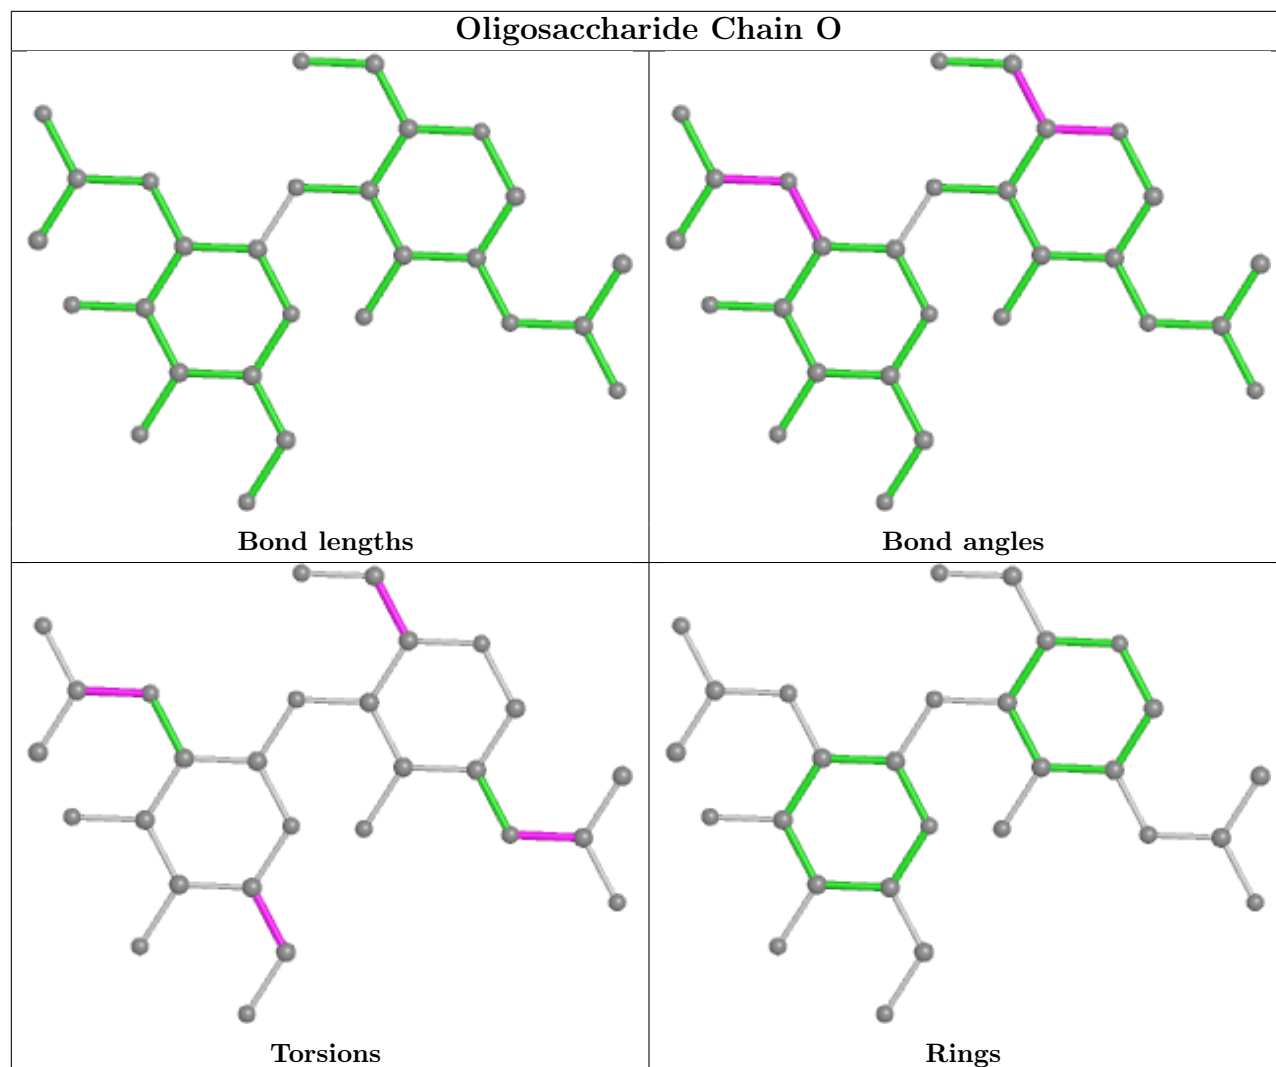 Oligosaccharide Chain O
Bond lengths
Bond angles
Torsions
Rings